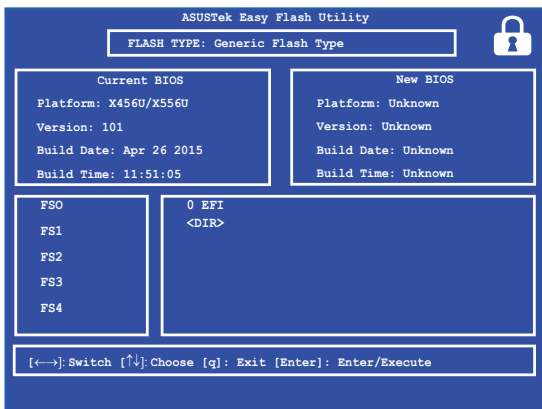 ASUSTek Easy Flash Utility
FLASH TYPE: Generic Flash Type
Current BIOS
Platform: X456U/X556U
Version: 101
Build Date: Apr 26 2015
Build Time: 11:51:05
New BIOS
Platform: Unknown
Version: Unknown
Build Date: Unknown
Build Time: Unknown
FSO
FS1
FS2
FS3
FS4
0 EFI
<DIR>
[←→]: Switch [↑↓]: Choose [q]: Exit [Enter]: Enter/Execute